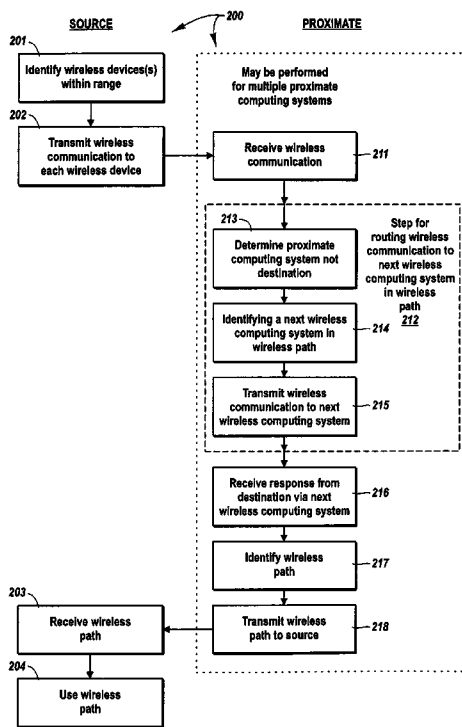 SOURCE
200
PROXIMATE
201
Identify wireless devices(s)
within range
202
Transmit wireless
communication to
each wireless device
May be performed
for multiple proximate
computing systems
Receive wireless
communication
211
213
Determine proximate
computing system not
destination
Step for
routing wireless
communication to
next wireless
computing system
in wireless
path
212
Identifying a next wireless
computing system in
wireless path
214
Transmit wireless
communication to next
wireless computing system
215
Receive response from
destination via next
wireless computing system
216
Identify wireless
path
217
203
Receive wireless
path
Transmit wireless
path to source
218
204
Use wireless
path